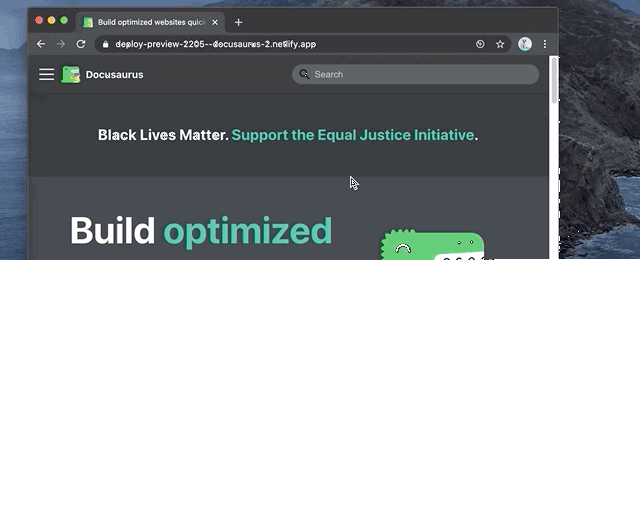 Build optimized websites quick
deploy-preview-2205--docusaurus-2.netlify.app
Docusaurus
Search
Black Lives Matter. Support the Equal Justice Initiative.
Build optimized